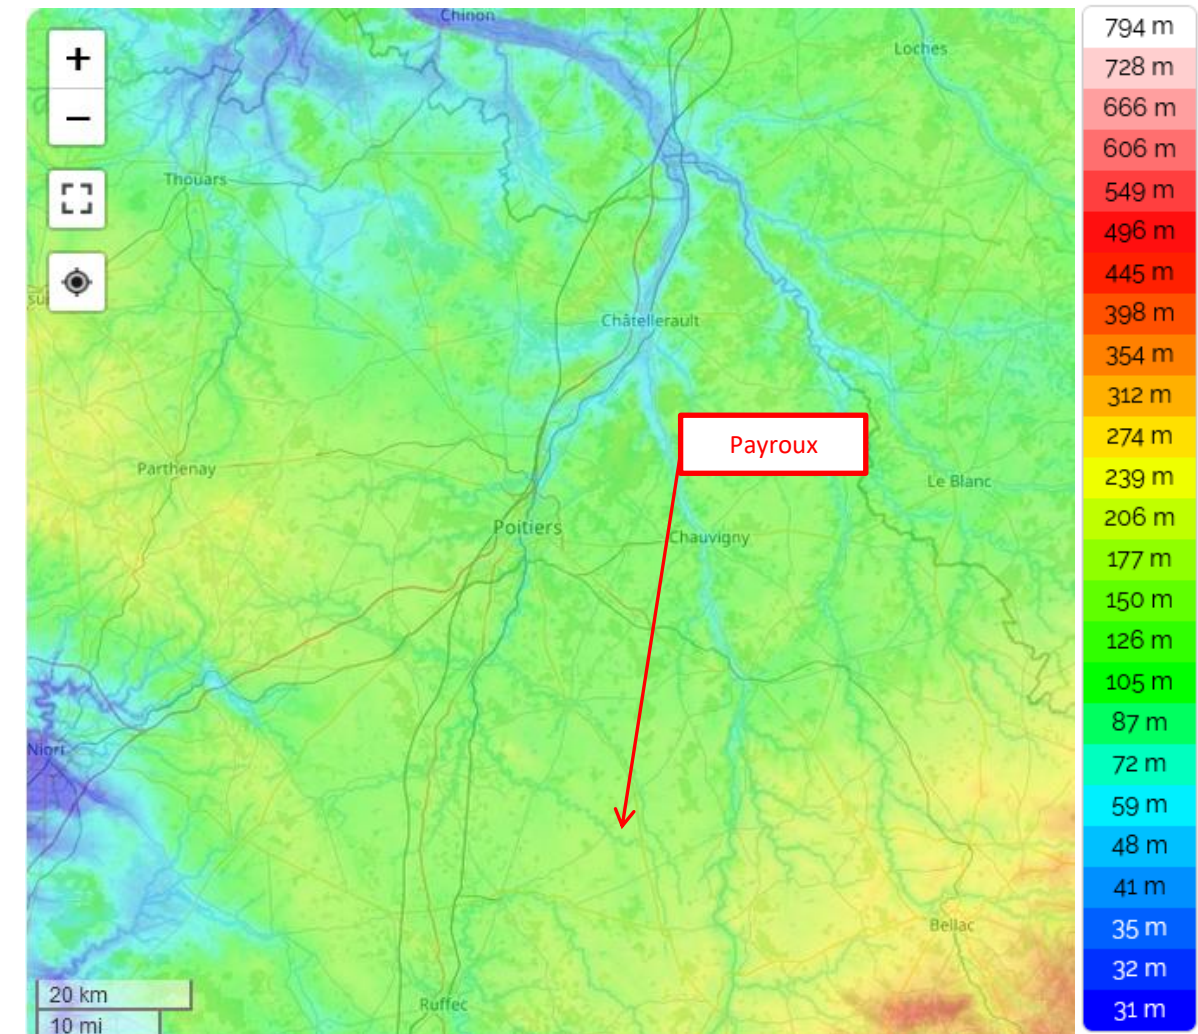 Chinon
Loches
+
−
Thouars
Châtellerault
Payroux
Parthenay
Le Blanc
Poitiers
Chauvigny
Niort
Bellac
Ruffec
20 km
10 mi
794 m
728 m
666 m
606 m
549 m
496 m
445 m
398 m
354 m
312 m
274 m
239 m
206 m
177 m
150 m
126 m
105 m
87 m
72 m
59 m
48 m
41 m
35 m
32 m
31 m